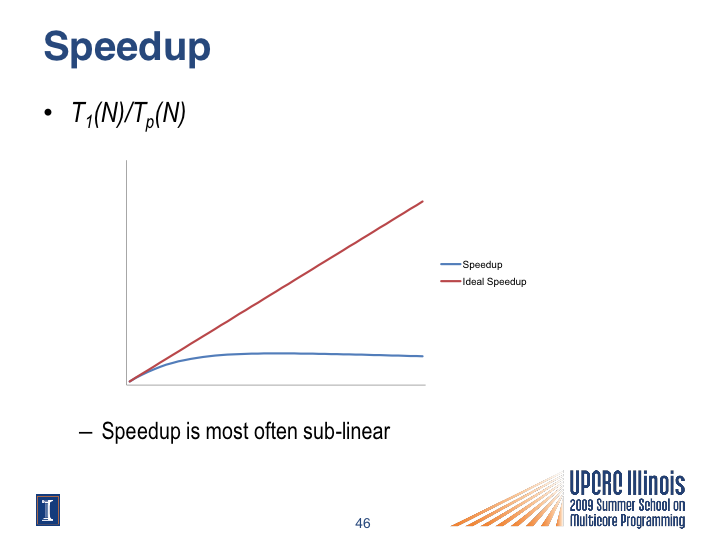 Speedup
• T1(N)/Tp(N)
Speedup
Ideal Speedup
– Speedup is most often sub-linear
I
46
UPCRC Illinois
2009 Summer School on
Multicore Programming